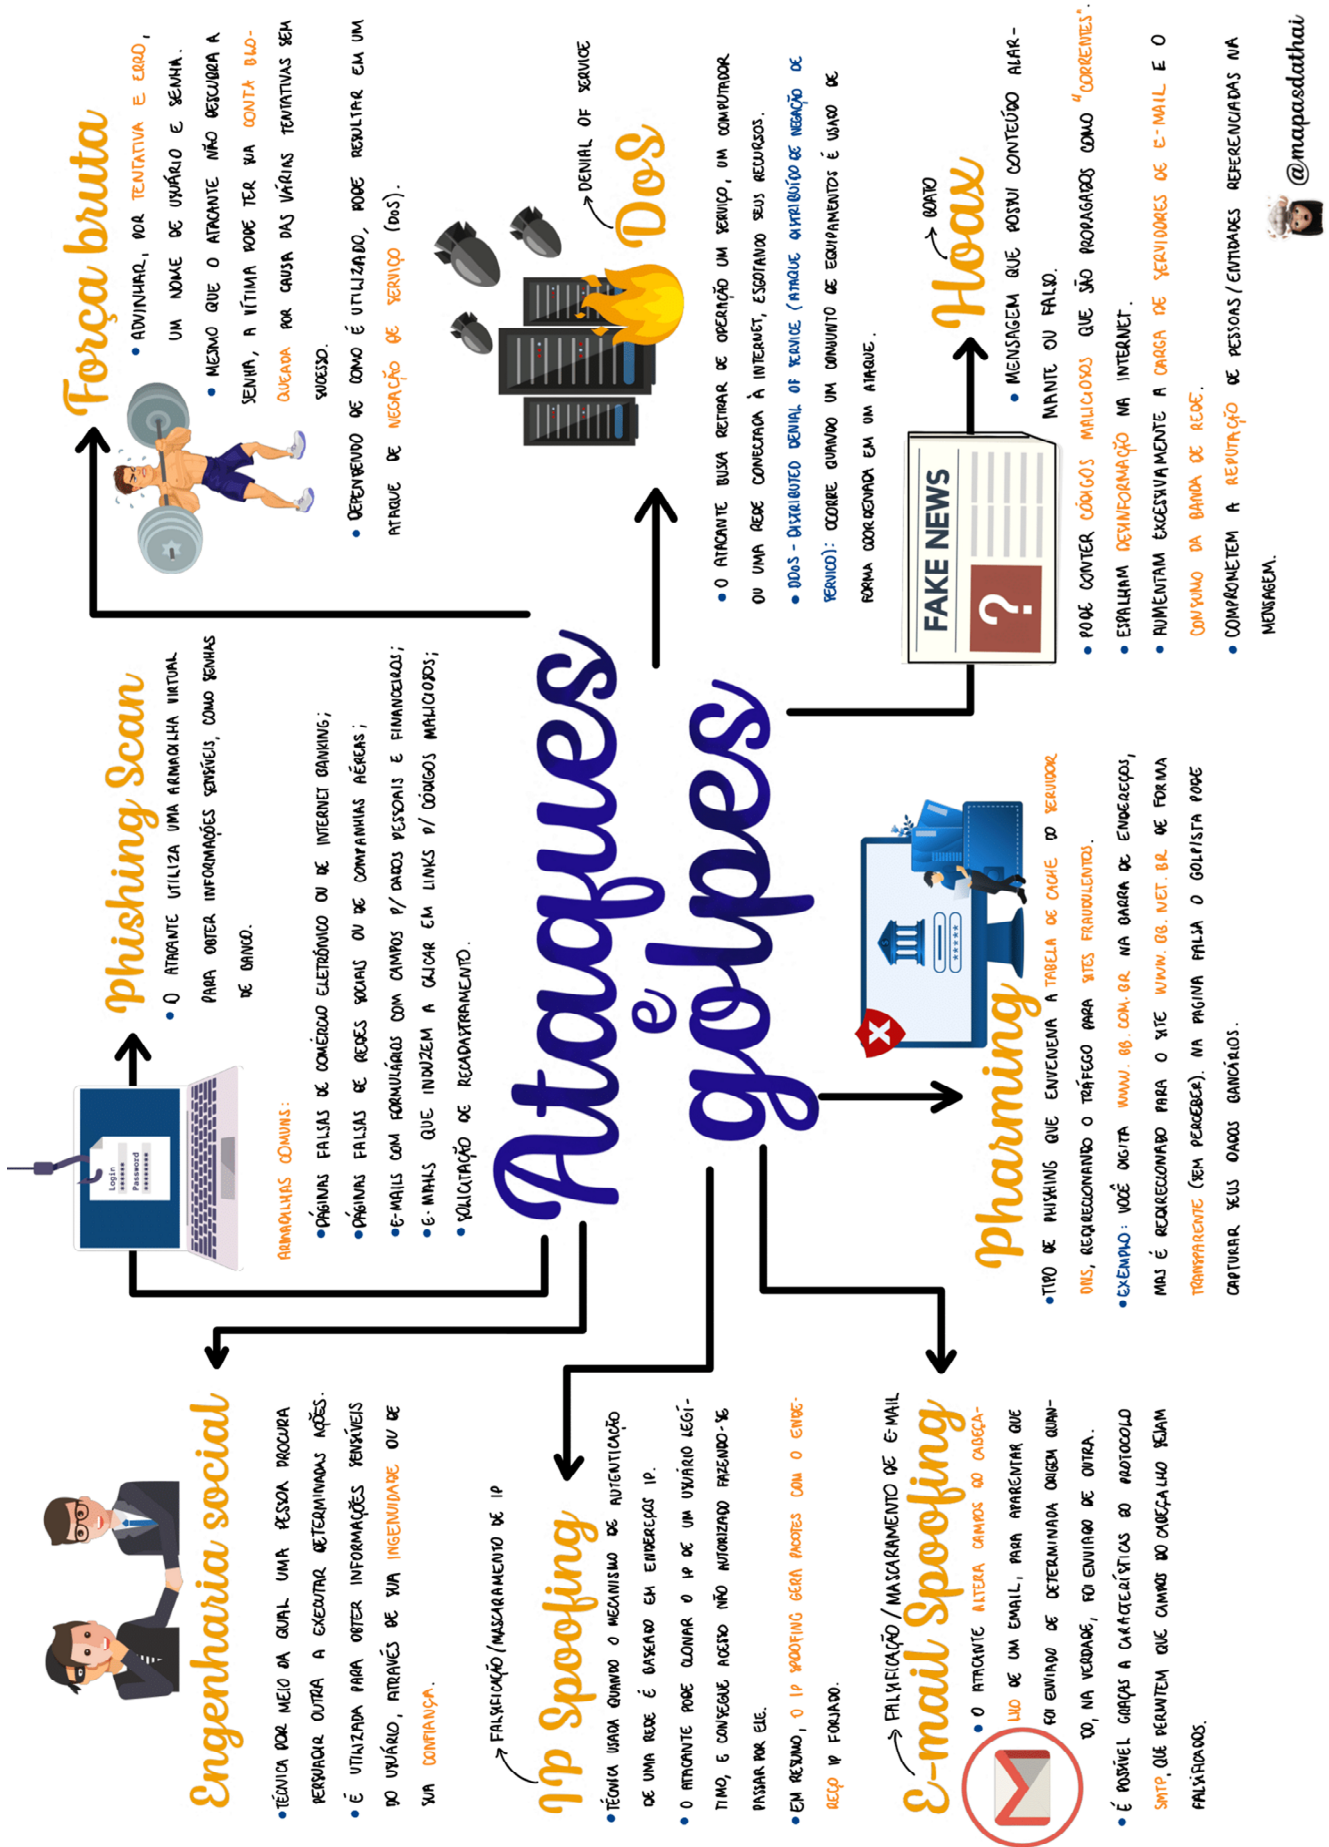 Engenharia social
• TÉCNICA POR MEIO DA QUAL UMA PESSOA PROCURA
PERSUADIR OUTRA A EXECUTAR DETERMINADAS AÇÕES.
• É UTILIZADA PARA OBTER INFORMAÇÕES SENSÍVEIS
DO USUÁRIO, ATRAVÉS DE SUA INGENUIDADE OU DE
SUA CONFIANÇA.
Login
*******
Password
********
Phishing Scan
• O ATACANTE UTILIZA UMA ARMADILHA VIRTUAL
PARA OBTER INFORMAÇÕES SENSÍVEIS, COMO SENHAS
DE BANCO.
ARMADILHAS COMUNS:
• PÁGINAS FALSAS DE COMÉRCIO ELETRÔNICO OU DE INTERNET BANKING;
• PÁGINAS FALSAS DE REDES SOCIAIS OU DE COMPANHIAS AÉREAS;
• E-MAILS COM FORMULÁRIOS COM CAMPOS P/ DADOS PESSOAIS E FINANCEIROS;
• E-MAILS QUE INDUZEM A CLICAR EM LINKS P/ CÓDIGOS MALICIOSOS;
• SOLICITAÇÃO DE RECADASTRAMENTO.
Força bruta
• ADVINHAR, POR TENTATIVA E ERRO,
UM NOME DE USUÁRIO E SENHA.
• MESMO QUE O ATACANTE NÃO DESCUBRA A
SENHA, A VÍTIMA PODE TER SUA CONTA BLO-
QUEADA POR CAUSA DAS VÁRIAS TENTATIVAS SEM
SUCESSO.
• DEPENDENDO DE COMO É UTILIZADO, PODE RESULTAR EM UM
ATAQUE DE NEGAÇÃO DE SERVIÇO (DoS).
Ataques
e
golpes
FALSIFICAÇÃO/MASCARAMENTO DE IP
Ip Spoofing
• TÉCNICA USADA QUANDO O MECANISMO DE AUTENTICAÇÃO
DE UMA REDE É BASEADO EM ENDEREÇOS IP.
• O ATACANTE PODE CLONAR O IP DE UM USUÁRIO LEGÍ-
TIMO, E CONSEGUE ACESSO NÃO AUTORIZADO FAZENDO-SE
PASSAR POR ELE.
• EM RESUMO, O IP SPOOFING GERA PACOTES COM O ENDE-
REÇO IP FORJADO.
DENIAL OF SERVICE
DoS
• O ATACANTE BUSCA RETIRAR DE OPERAÇÃO UM SERVIÇO, UM COMPUTADOR
OU UMA REDE CONECTADA À INTERNET, ESGOTANDO SEUS RECURSOS.
• DDoS - DISTRIBUTED DENIAL OF SERVICE (ATAQUE DISTRIBUÍDO DE NEGAÇÃO DE
SERVICO): OCORRE QUANDO UM CONJUNTO DE EQUIPAMENTOS É USADO DE
FORMA COORDENADA EM UM ATAQUE.
FALSIFICAÇÃO/MASCARAMENTO DE E-MAIL
E-mail Spoofing
• O ATACANTE ALTERA CAMPOS DO CABEÇA-
LHO DE UM EMAIL, PARA APARENTAR QUE
FOI ENVIADO DE DETERMINADA ORIGEM QUAN-
DO, NA VERDADE, FOI ENVIADO DE OUTRA.
• É POSSÍVEL GRAÇAS A CARACTERÍSTICAS DO PROTOCOLO
SMTP, QUE PERMITEM QUE CAMPOS DO CABEÇALHO SEJAM
FALSIFICADOS.
*****
Pharming
• TIPO DE PHISHING QUE ENVENENA A TABELA DE CACHE DO SERVIDOR
DNS, REDIRECIONANDO O TRÁFEGO PARA SITES FRAUDULENTOS.
• EXEMPLO: VOCÊ DIGITA WWW.BB.COM.BR NA BARRA DE ENDEREÇOS,
MAS É REDIRECIONADO PARA O SITE WWW.BB.NET.BR DE FORMA
TRANSPARENTE (SEM PERCEBER). NA PAGINA FALSA O GOLPISTA PODE
CAPTURAR SEUS DADOS BANCÁRIOS.
FAKE NEWS
?
BOATO
Hoax
• MENSAGEM QUE POSSUI CONTEÚDO ALAR-
MANTE OU FALSO.
• PODE CONTER CÓDIGOS MALICIOSOS QUE SÃO PROPAGADOS COMO "CORRENTES".
• ESPALHAM DESINFORMAÇÃO NA INTERNET.
• AUMENTAM EXCESSIVAMENTE A CARGA DE SERVIDORES DE E-MAIL E O
CONSUMO DA BANDA DE REDE.
• COMPROMETEM A REPUTAÇÃO DE PESSOAS/ENTIDADES REFERENCIADAS NA
MENSAGEM.
@mapasdathai